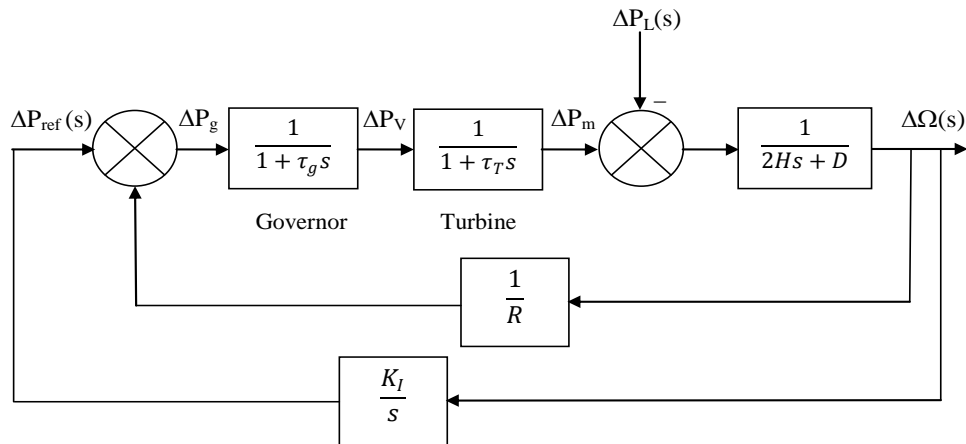 ΔP_L(s)
−
ΔP_ref (s)
ΔP_g
1
1 + τ_g s
ΔP_V
1
1 + τ_T s
ΔP_m
1
2Hs + D
ΔΩ(s)
Governor
Turbine
1
R
K_I
s